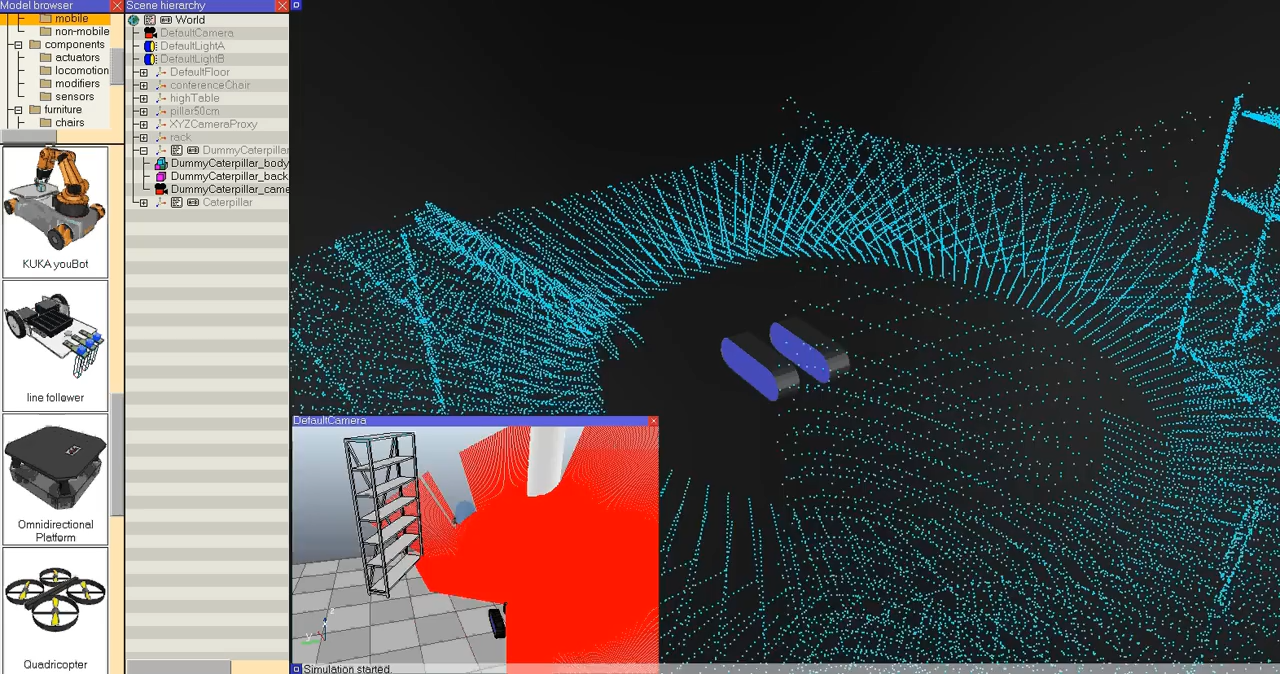 Model browser
mobile
non-mobile
components
actuators
locomotion
modifiers
sensors
furniture
chairs
KUKA youBot
line follower
Omnidirectional
Platform
Quadricopter
Scene hierarchy
World
DefaultCamera
DefaultLightA
DefaultLightB
DefaultFloor
conferenceChair
highTable
pillar50cm
XYZCameraProxy
rack
DummyCaterpillar
DummyCaterpillar_body
DummyCaterpillar_back
DummyCaterpillar_came
Caterpillar
DefaultCamera
Simulation started.